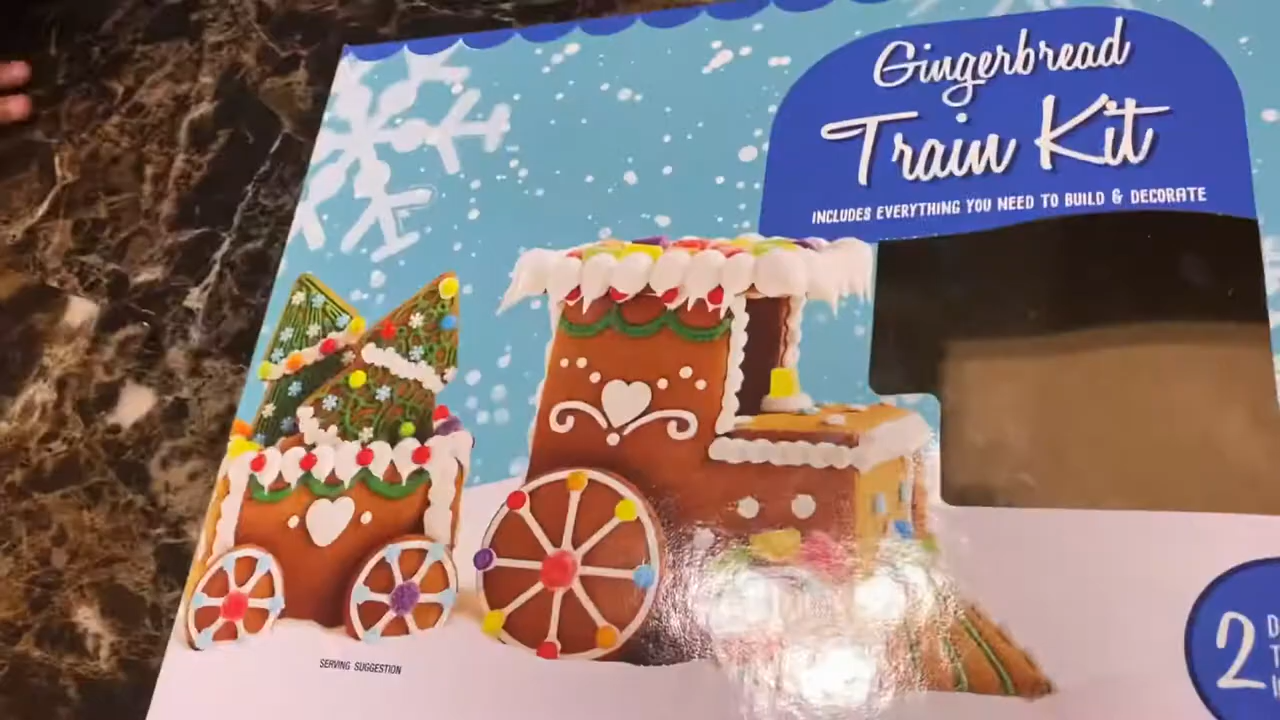 Gingerbread
Train Kit
INCLUDES EVERYTHING YOU NEED TO BUILD & DECORATE
SERVING SUGGESTION
2